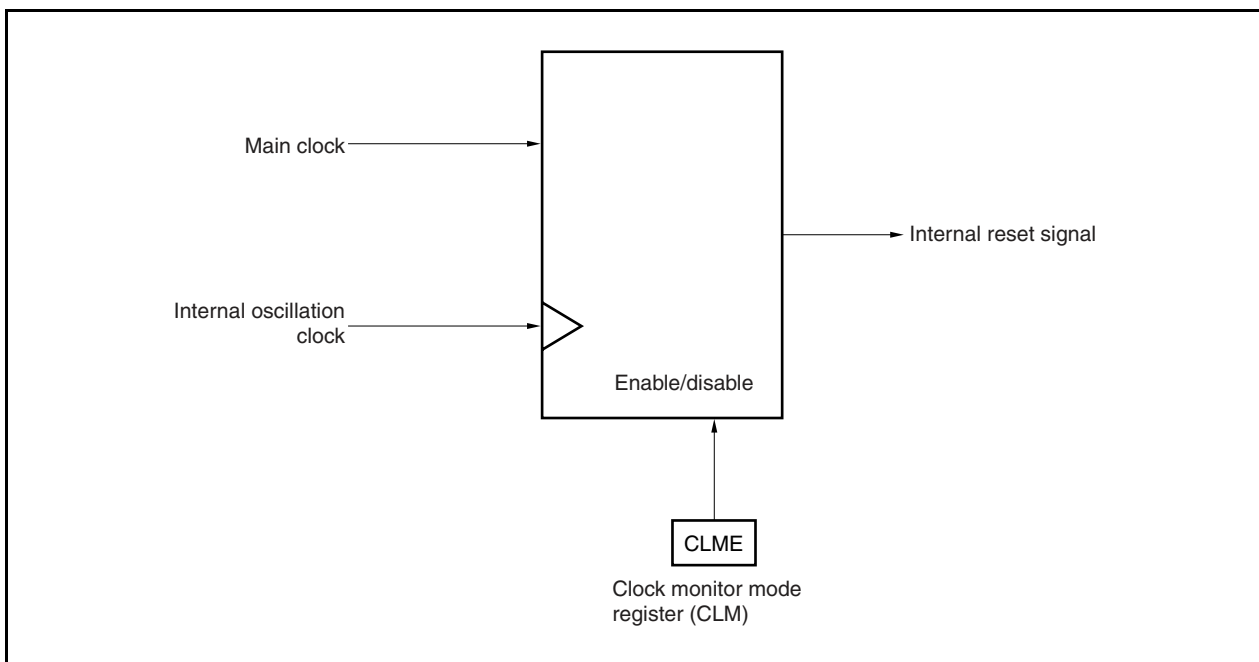 Main clock
Internal reset signal
Internal oscillation
clock
Enable/disable
CLME
Clock monitor mode
register (CLM)